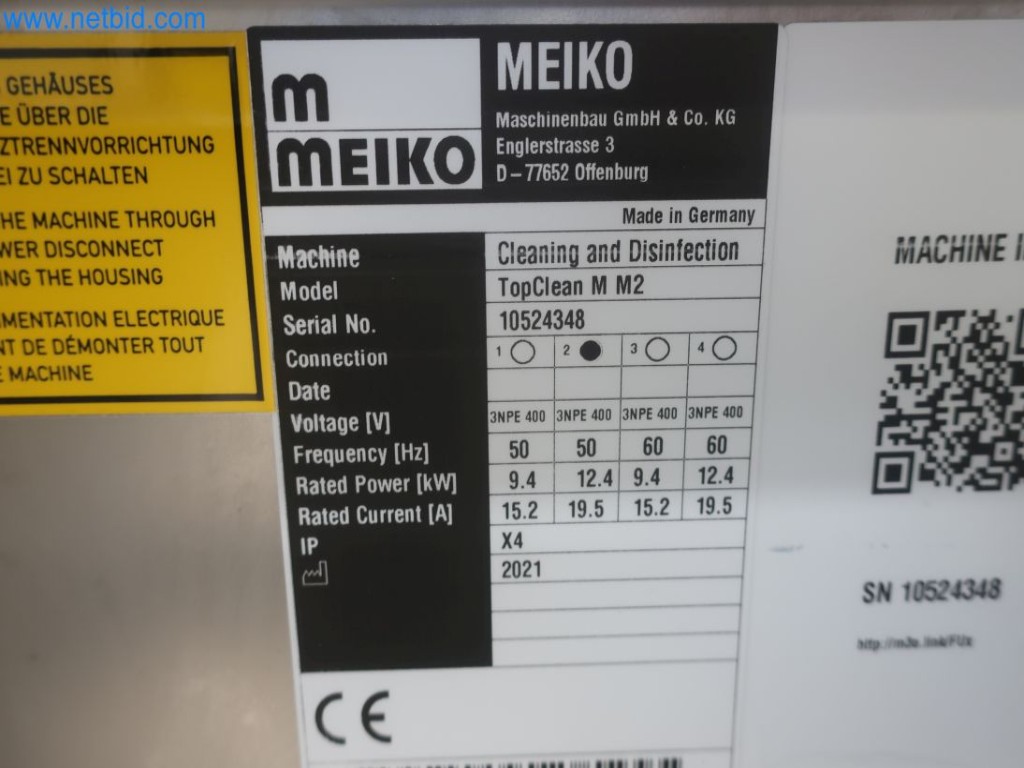 www.netbid.com
GEHÄUSES
E ÜBER DIE
ZTRENNVORRICHTUNG
EI ZU SCHALTEN
HE MACHINE THROUGH
WER DISCONNECT
ING THE HOUSING
MENTATION ELECTRIQUE
NT DE DÉMONTER TOUT
E MACHINE
m
MEIKO
MEIKO
Maschinenbau GmbH & Co. KG
Englerstrasse 3
D-77652 Offenburg
Made in Germany
Machine Cleaning and Disinfection
Model TopClean M M2
Serial No. 10524348
Connection 1 2 3 4
Date
Voltage [V] 3NPE 400 3NPE 400 3NPE 400 3NPE 400
Frequency [Hz] 50 50 60 60
Rated Power [kW] 9.4 12.4 9.4 12.4
Rated Current [A] 15.2 19.5 15.2 19.5
IP X4
2021
CE
MACHINE I
SN 10524348